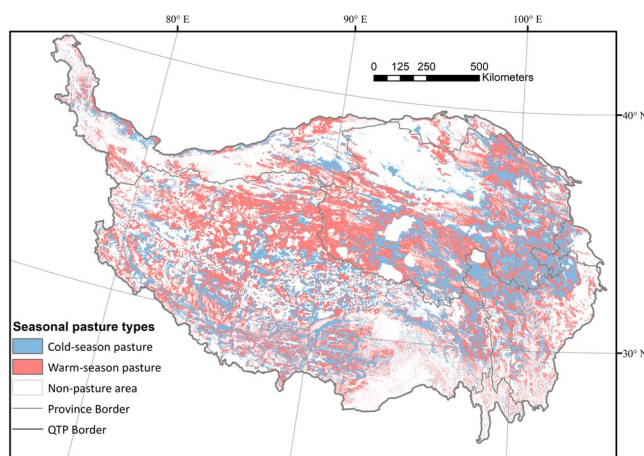 80° E 90° E 100° E
0 125 250 500
Kilometers
40° N
30° N
Seasonal pasture types
Cold-season pasture
Warm-season pasture
Non-pasture area
Province Border
QTP Border